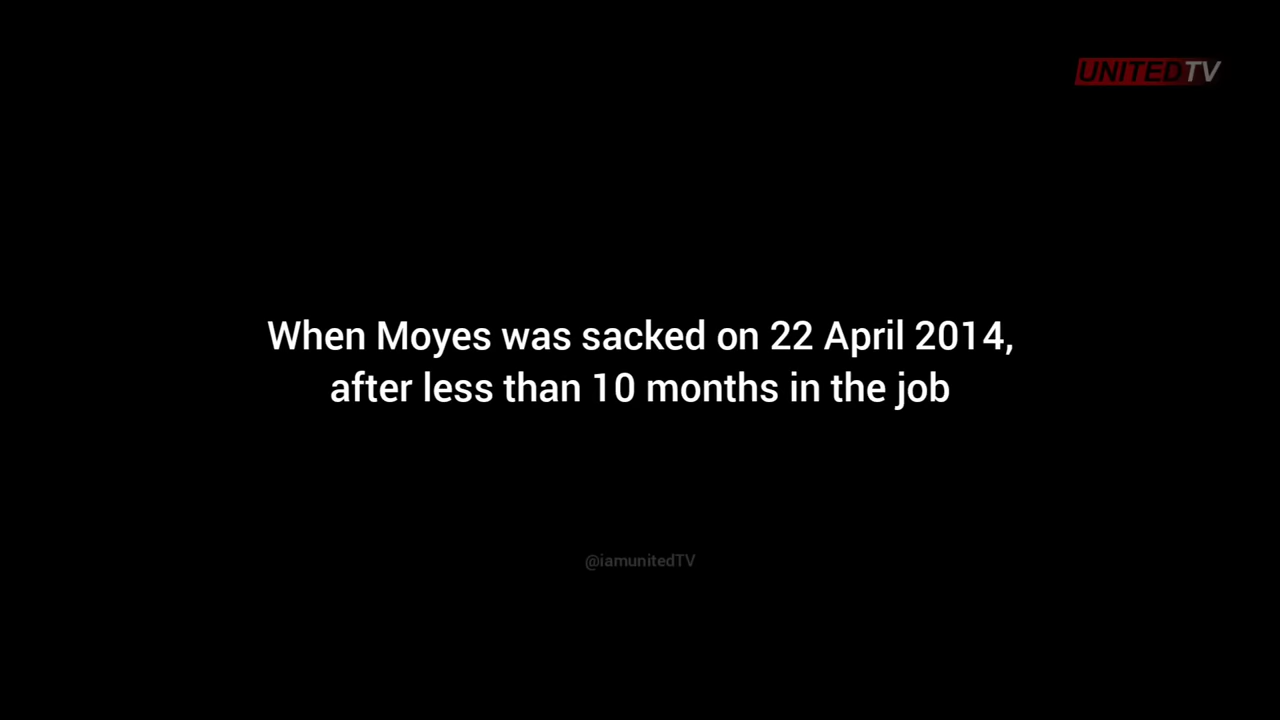 UNITEDTV
When Moyes was sacked on 22 April 2014,
after less than 10 months in the job
@iamunitedTV